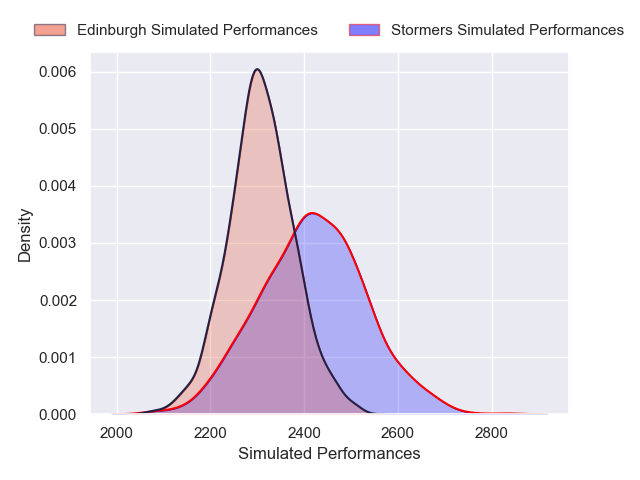 Edinburgh Simulated Performances Stormers Simulated Performances
0.006
0.005
0.004
0.003
0.002
0.001
0.000
Density
2000 2200 2400 2600 2800
Simulated Performances